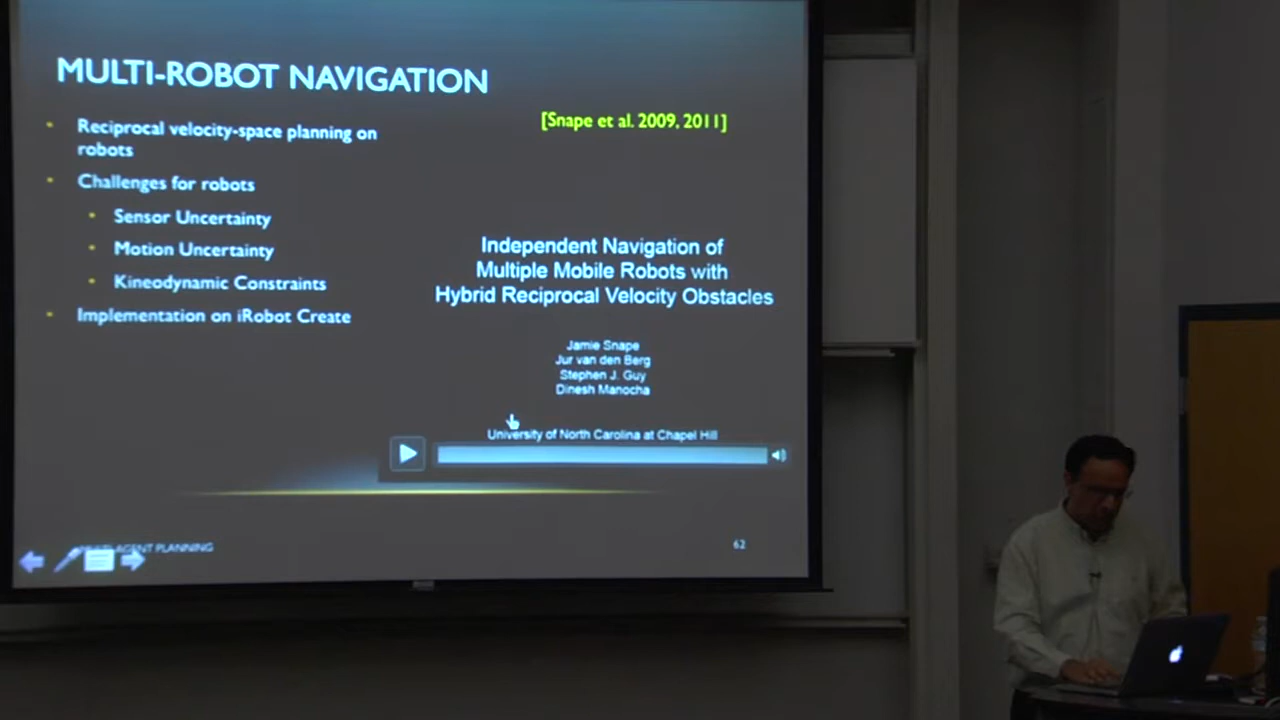 MULTI-ROBOT NAVIGATION
[Snape et al. 2009, 2011]
Reciprocal velocity-space planning on
robots
Challenges for robots
Sensor Uncertainty
Motion Uncertainty
Kineodynamic Constraints
Implementation on iRobot Create
Independent Navigation of
Multiple Mobile Robots with
Hybrid Reciprocal Velocity Obstacles
Jamie Snape
Jur van den Berg
Stephen J. Guy
Dinesh Manocha
University of North Carolina at Chapel Hill
AGENT PLANNING
62